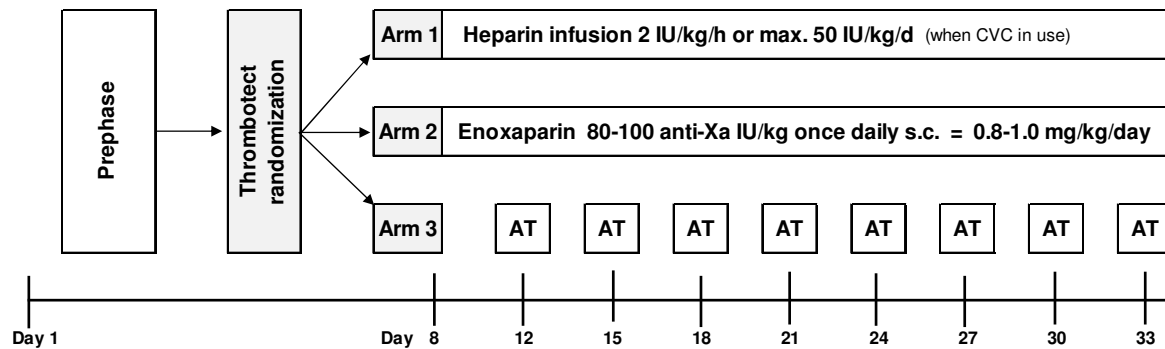 Prephase
Thrombotect
randomization
Arm 1 Heparin infusion 2 IU/kg/h or max. 50 IU/kg/d (when CVC in use)
Arm 2 Enoxaparin 80-100 anti-Xa IU/kg once daily s.c. = 0.8-1.0 mg/kg/day
Arm 3 AT AT AT AT AT AT AT AT
Day 1 Day 8 12 15 18 21 24 27 30 33